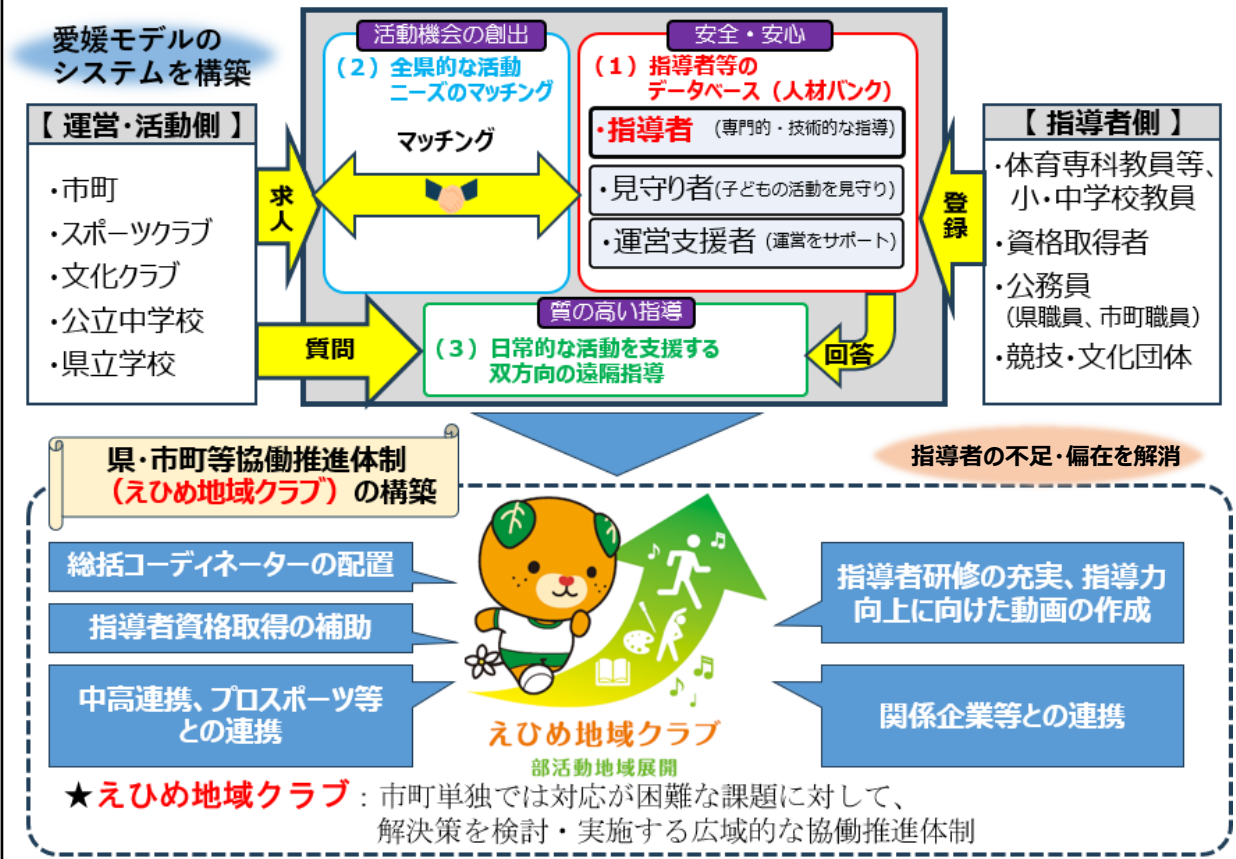 愛媛モデルの
システムを構築
【 運営・活動側 】
・市町
・スポーツクラブ
・文化クラブ
・公立中学校
・県立学校
求人
質問
活動機会の創出
（２）全県的な活動
ニーズのマッチング
マッチング
安全・安心
（１）指導者等の
データベース（人材バンク）
・指導者 （専門的・技術的な指導）
・見守り者(子どもの活動を見守り)
・運営支援者（運営をサポート）
質の高い指導
（３）日常的な活動を支援する
双方向の遠隔指導
回答
登録
【 指導者側 】
・体育専科教員等、
小・中学校教員
・資格取得者
・公務員
（県職員、市町職員）
・競技・文化団体
県・市町等協働推進体制
（えひめ地域クラブ）の構築
指導者の不足・偏在を解消
総括コーディネーターの配置
指導者資格取得の補助
中高連携、プロスポーツ等
との連携
指導者研修の充実、指導力
向上に向けた動画の作成
関係企業等との連携
えひめ地域クラブ
部活動地域展開
★えひめ地域クラブ：市町単独では対応が困難な課題に対して、
解決策を検討・実施する広域的な協働推進体制